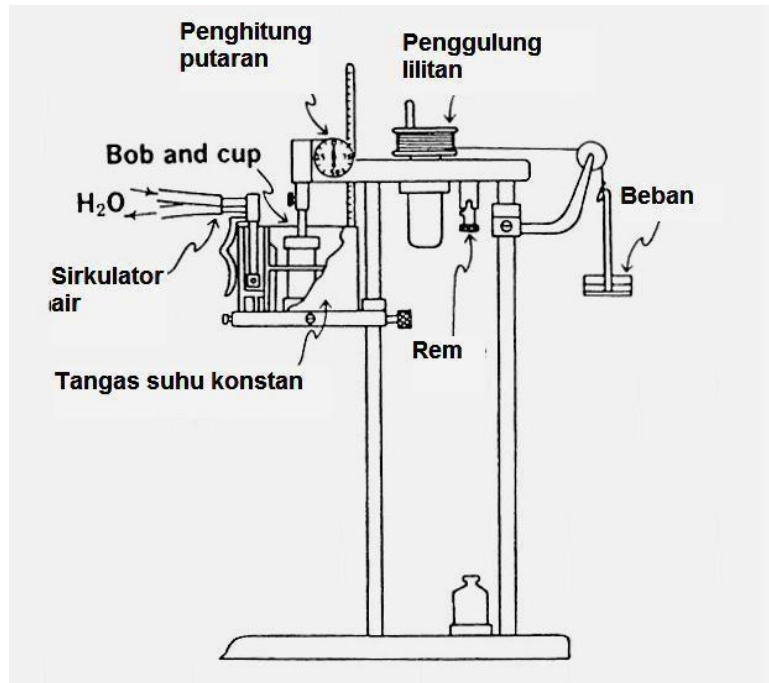 Penghitung
putaran
Penggulung
lilitan
Bob and cup
H₂O
Beban
Sirkulator
air
Rem
Tangas suhu konstan